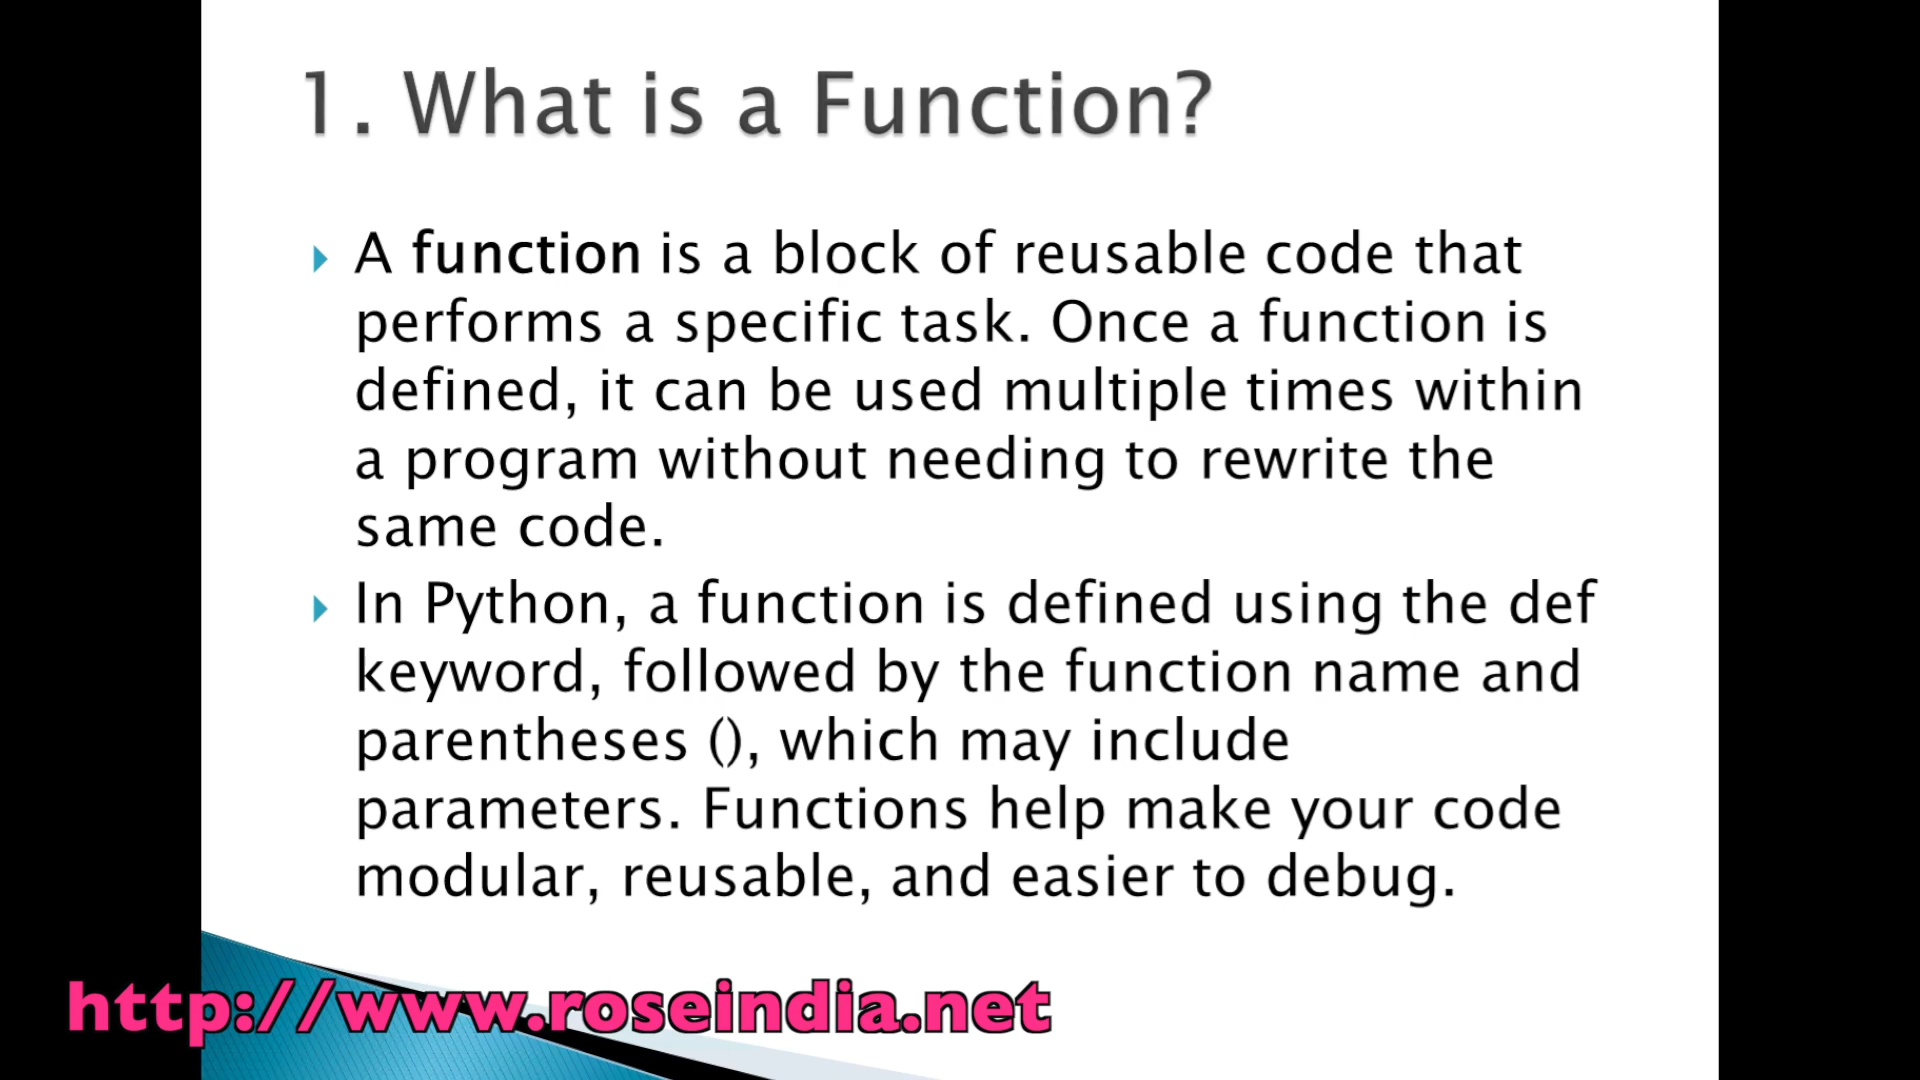 1. What is a Function?
A function is a block of reusable code that
performs a specific task. Once a function is
defined, it can be used multiple times within
a program without needing to rewrite the
same code.
In Python, a function is defined using the def
keyword, followed by the function name and
parentheses (), which may include
parameters. Functions help make your code
modular, reusable, and easier to debug.
http://www.roseindia.net